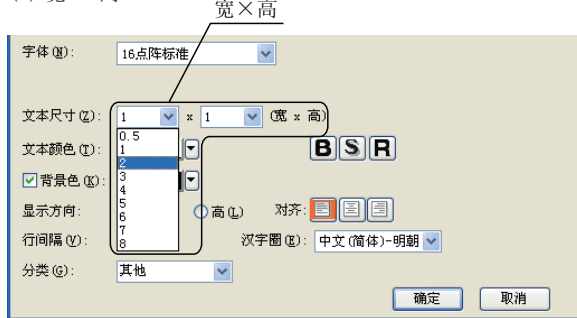 宽×高
字体(N): 16点阵标准
文本尺寸(Z): 1 x 1 (宽 x 高)
0.5
1
2
3
4
5
6
7
8
文本颜色(T): B S R
背景色(K):
显示方向: 高(L) 对齐:
行间隔(V): 汉字圈(E): 中文(简体)-明朝
分类(G): 其他
确定 取消